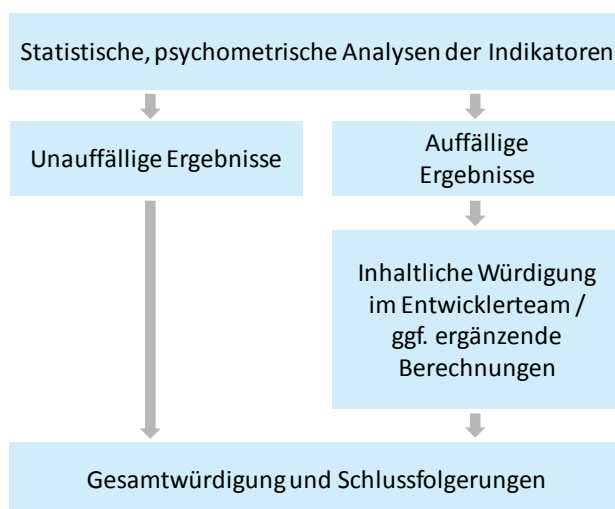 Statistische, psychometrische Analysen der Indikatoren
Unauffällige Ergebnisse
Auffällige
Ergebnisse
Inhaltliche Würdigung
im Entwicklerteam /
ggf. ergänzende
Berechnungen
Gesamtwürdigung und Schlussfolgerungen